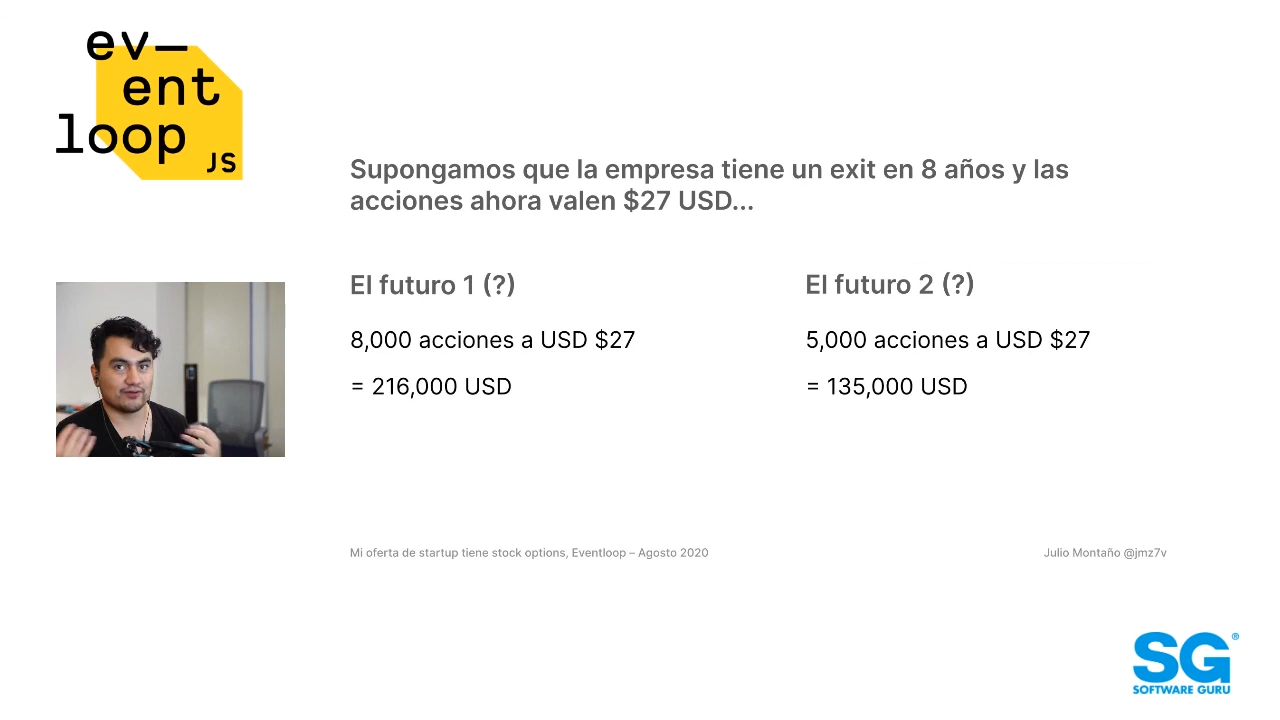 ev—
ent
loop
JS
Supongamos que la empresa tiene un exit en 8 años y las
acciones ahora valen $27 USD...
El futuro 1 (?)
8,000 acciones a USD $27
= 216,000 USD
El futuro 2 (?)
5,000 acciones a USD $27
= 135,000 USD
Mi oferta de startup tiene stock options, Eventloop – Agosto 2020
Julio Montaño @jmz7v
SG®
SOFTWARE GURU